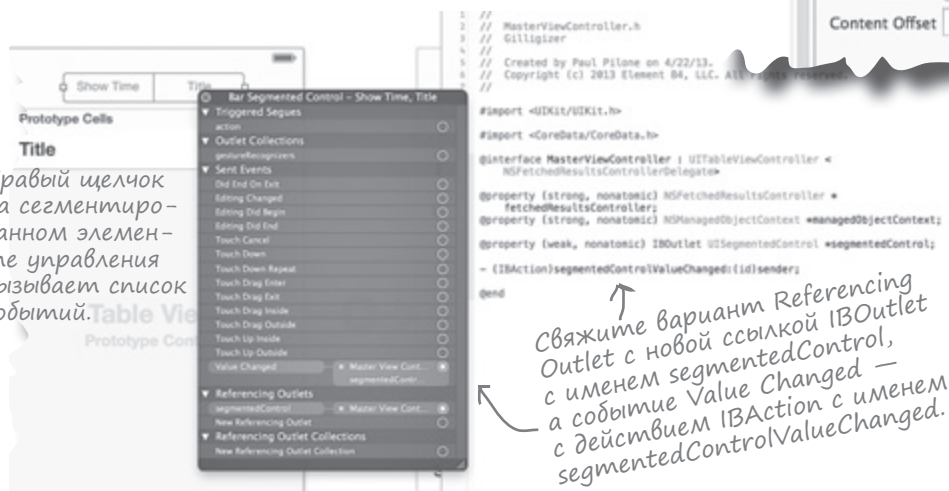 Content Offset
//
// MasterViewController.h
// Gilligizer
//
// Created by Paul Pilone on 4/22/13.
// Copyright (c) 2013 Element 84, LLC. All rights reserved.
//
#import <UIKit/UIKit.h>
#import <CoreData/CoreData.h>
@interface MasterViewController : UITableViewController <
NSFetchedResultsControllerDelegate>
@property (strong, nonatomic) NSFetchedResultsController *
fetchedResultsController;
@property (strong, nonatomic) NSManagedObjectContext *managedObjectContext;
@property (weak, nonatomic) IBOutlet UISegmentedControl *segmentedControl;
- (IBAction)segmentedControlValueChanged:(id)sender;
@end
Show Time Title
Prototype Cells
Title
равый щелчок
а сегментиро-
анном элемен-
е управления
ызывает список
обытий.
Table Vie
Prototype Con
Bar Segmented Control - Show Time, Title
Triggered Segues
action
Outlet Collections
gestureRecognizers
Sent Events
Did End On Exit
Editing Changed
Editing Did Begin
Editing Did End
Touch Cancel
Touch Down
Touch Down Repeat
Touch Drag Enter
Touch Drag Exit
Touch Drag Inside
Touch Drag Outside
Touch Up Inside
Touch Up Outside
Value Changed Master View Cont...
segmentedContr...
Referencing Outlets
segmentedControl Master View Cont...
New Referencing Outlet
Referencing Outlet Collections
New Referencing Outlet Collection
Свяжите вариант Referencing
Outlet с новой ссылкой IBOutlet
с именем segmentedControl,
а событие Value Changed —
с действием IBAction с именем
segmentedControlValueChanged.